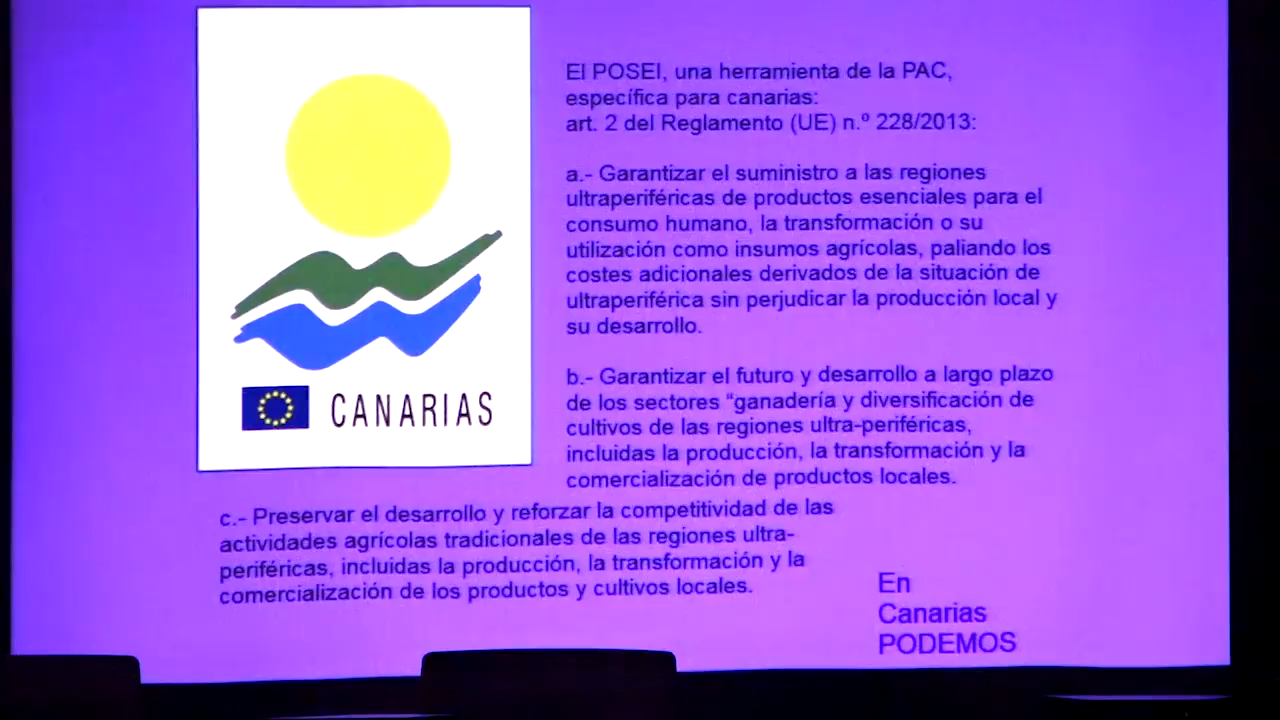 El POSEI, una herramienta de la PAC,
específica para canarias:
art. 2 del Reglamento (UE) n.º 228/2013:
a.- Garantizar el suministro a las regiones
ultraperiféricas de productos esenciales para el
consumo humano, la transformación o su
utilización como insumos agrícolas, paliando los
costes adicionales derivados de la situación de
ultraperiférica sin perjudicar la producción local y
su desarrollo.
b.- Garantizar el futuro y desarrollo a largo plazo
de los sectores “ganadería y diversificación de
cultivos de las regiones ultra-periféricas,
incluidas la producción, la transformación y la
comercialización de productos locales.
CANARIAS
c.- Preservar el desarrollo y reforzar la competitividad de las
actividades agrícolas tradicionales de las regiones ultra-
periféricas, incluidas la producción, la transformación y la
comercialización de los productos y cultivos locales.
En
Canarias
PODEMOS